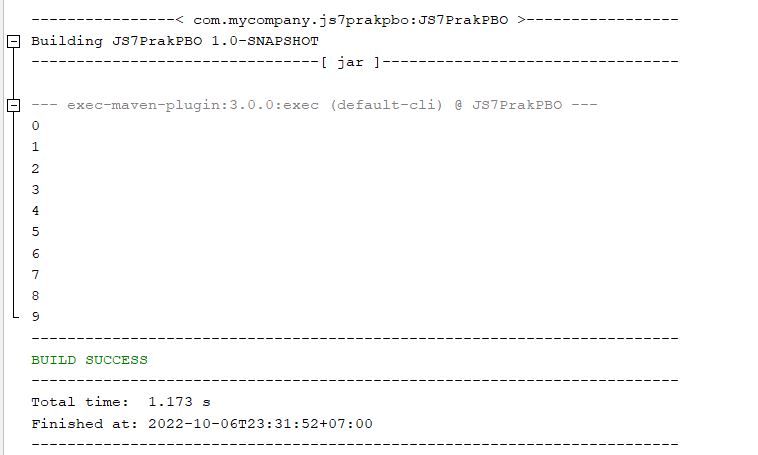 ----------------< com.mycompany.js7prakpbo:JS7PrakPBO >-----------------
Building JS7PrakPBO 1.0-SNAPSHOT
--------------------------------[ jar ]---------------------------------
--- exec-maven-plugin:3.0.0:exec (default-cli) @ JS7PrakPBO ---
0
1
2
3
4
5
6
7
8
9
------------------------------------------------------------------------
BUILD SUCCESS
------------------------------------------------------------------------
Total time:  1.173 s
Finished at: 2022-10-06T23:31:52+07:00
------------------------------------------------------------------------